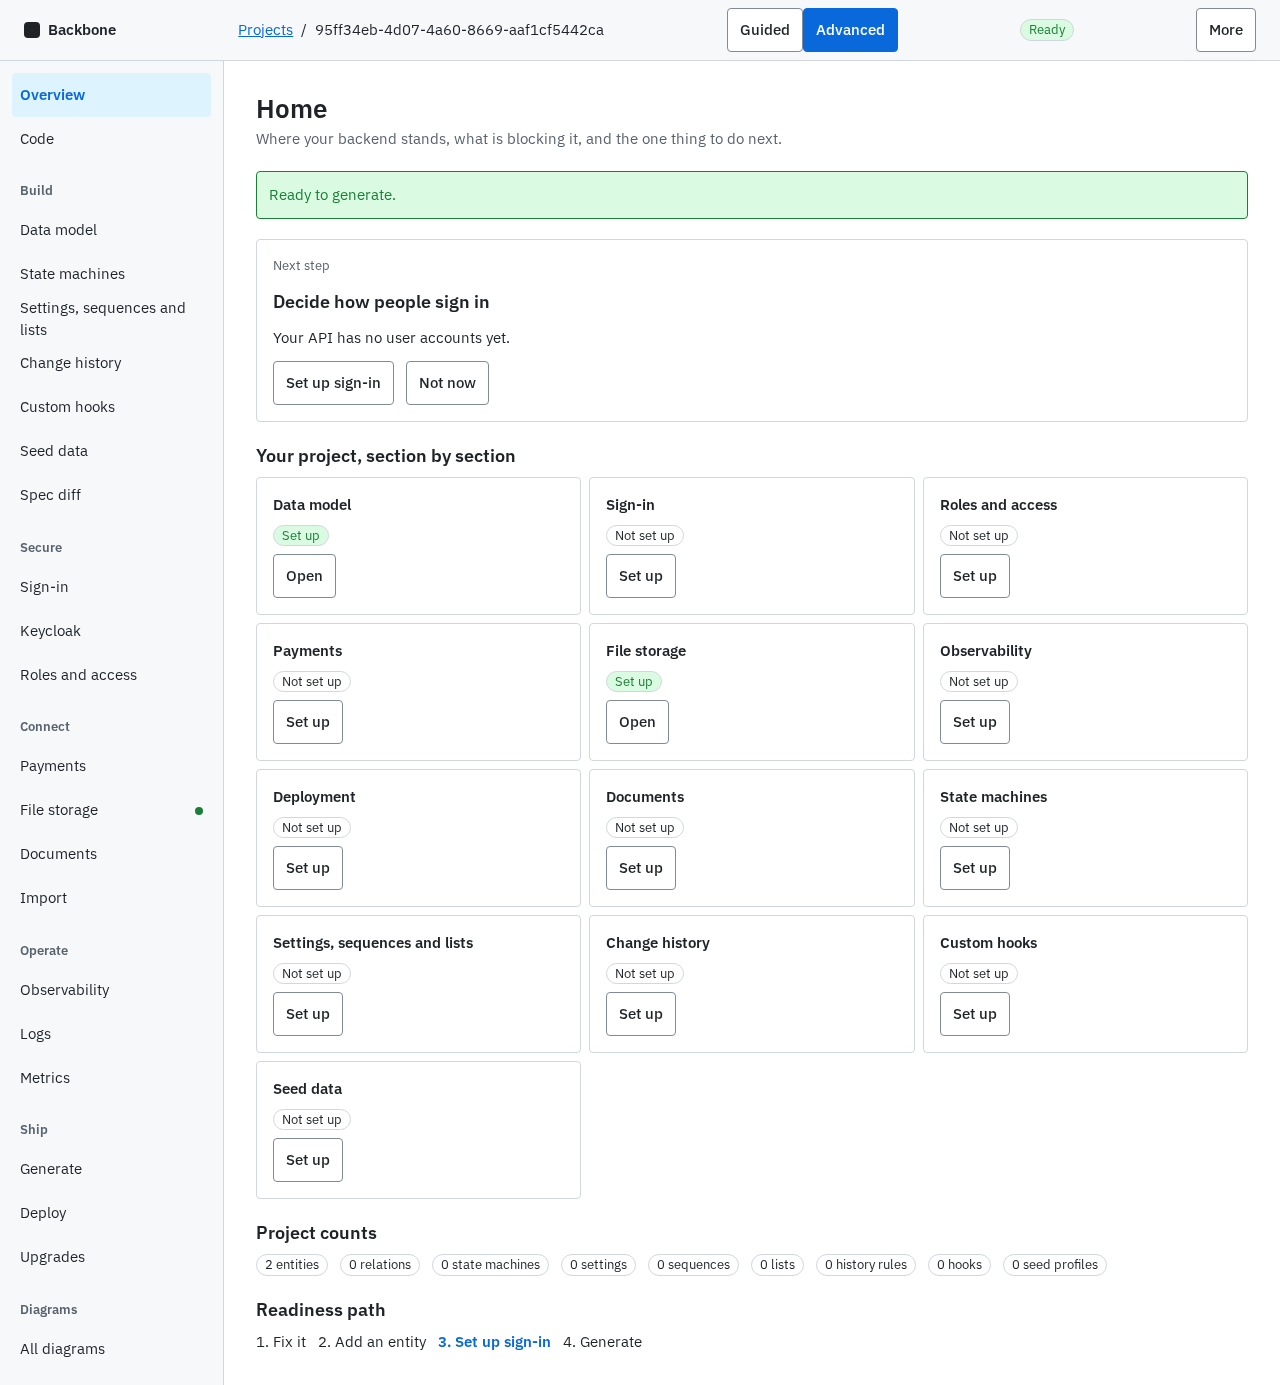 Backbone
Projects / 95ff34eb-4d07-4a60-8669-aaf1cf5442ca
Guided
Advanced
Ready
More
Overview
Code
Build
Data model
State machines
Settings, sequences and
lists
Change history
Custom hooks
Seed data
Spec diff
Secure
Sign-in
Keycloak
Roles and access
Connect
Payments
File storage
Documents
Import
Operate
Observability
Logs
Metrics
Ship
Generate
Deploy
Upgrades
Diagrams
All diagrams
Home
Where your backend stands, what is blocking it, and the one thing to do next.
Ready to generate.
Next step
Decide how people sign in
Your API has no user accounts yet.
Set up sign-in
Not now
Your project, section by section
Data model
Set up
Open
Sign-in
Not set up
Set up
Roles and access
Not set up
Set up
Payments
Not set up
Set up
File storage
Set up
Open
Observability
Not set up
Set up
Deployment
Not set up
Set up
Documents
Not set up
Set up
State machines
Not set up
Set up
Settings, sequences and lists
Not set up
Set up
Change history
Not set up
Set up
Custom hooks
Not set up
Set up
Seed data
Not set up
Set up
Project counts
2 entities
0 relations
0 state machines
0 settings
0 sequences
0 lists
0 history rules
0 hooks
0 seed profiles
Readiness path
1. Fix it 2. Add an entity 3. Set up sign-in 4. Generate